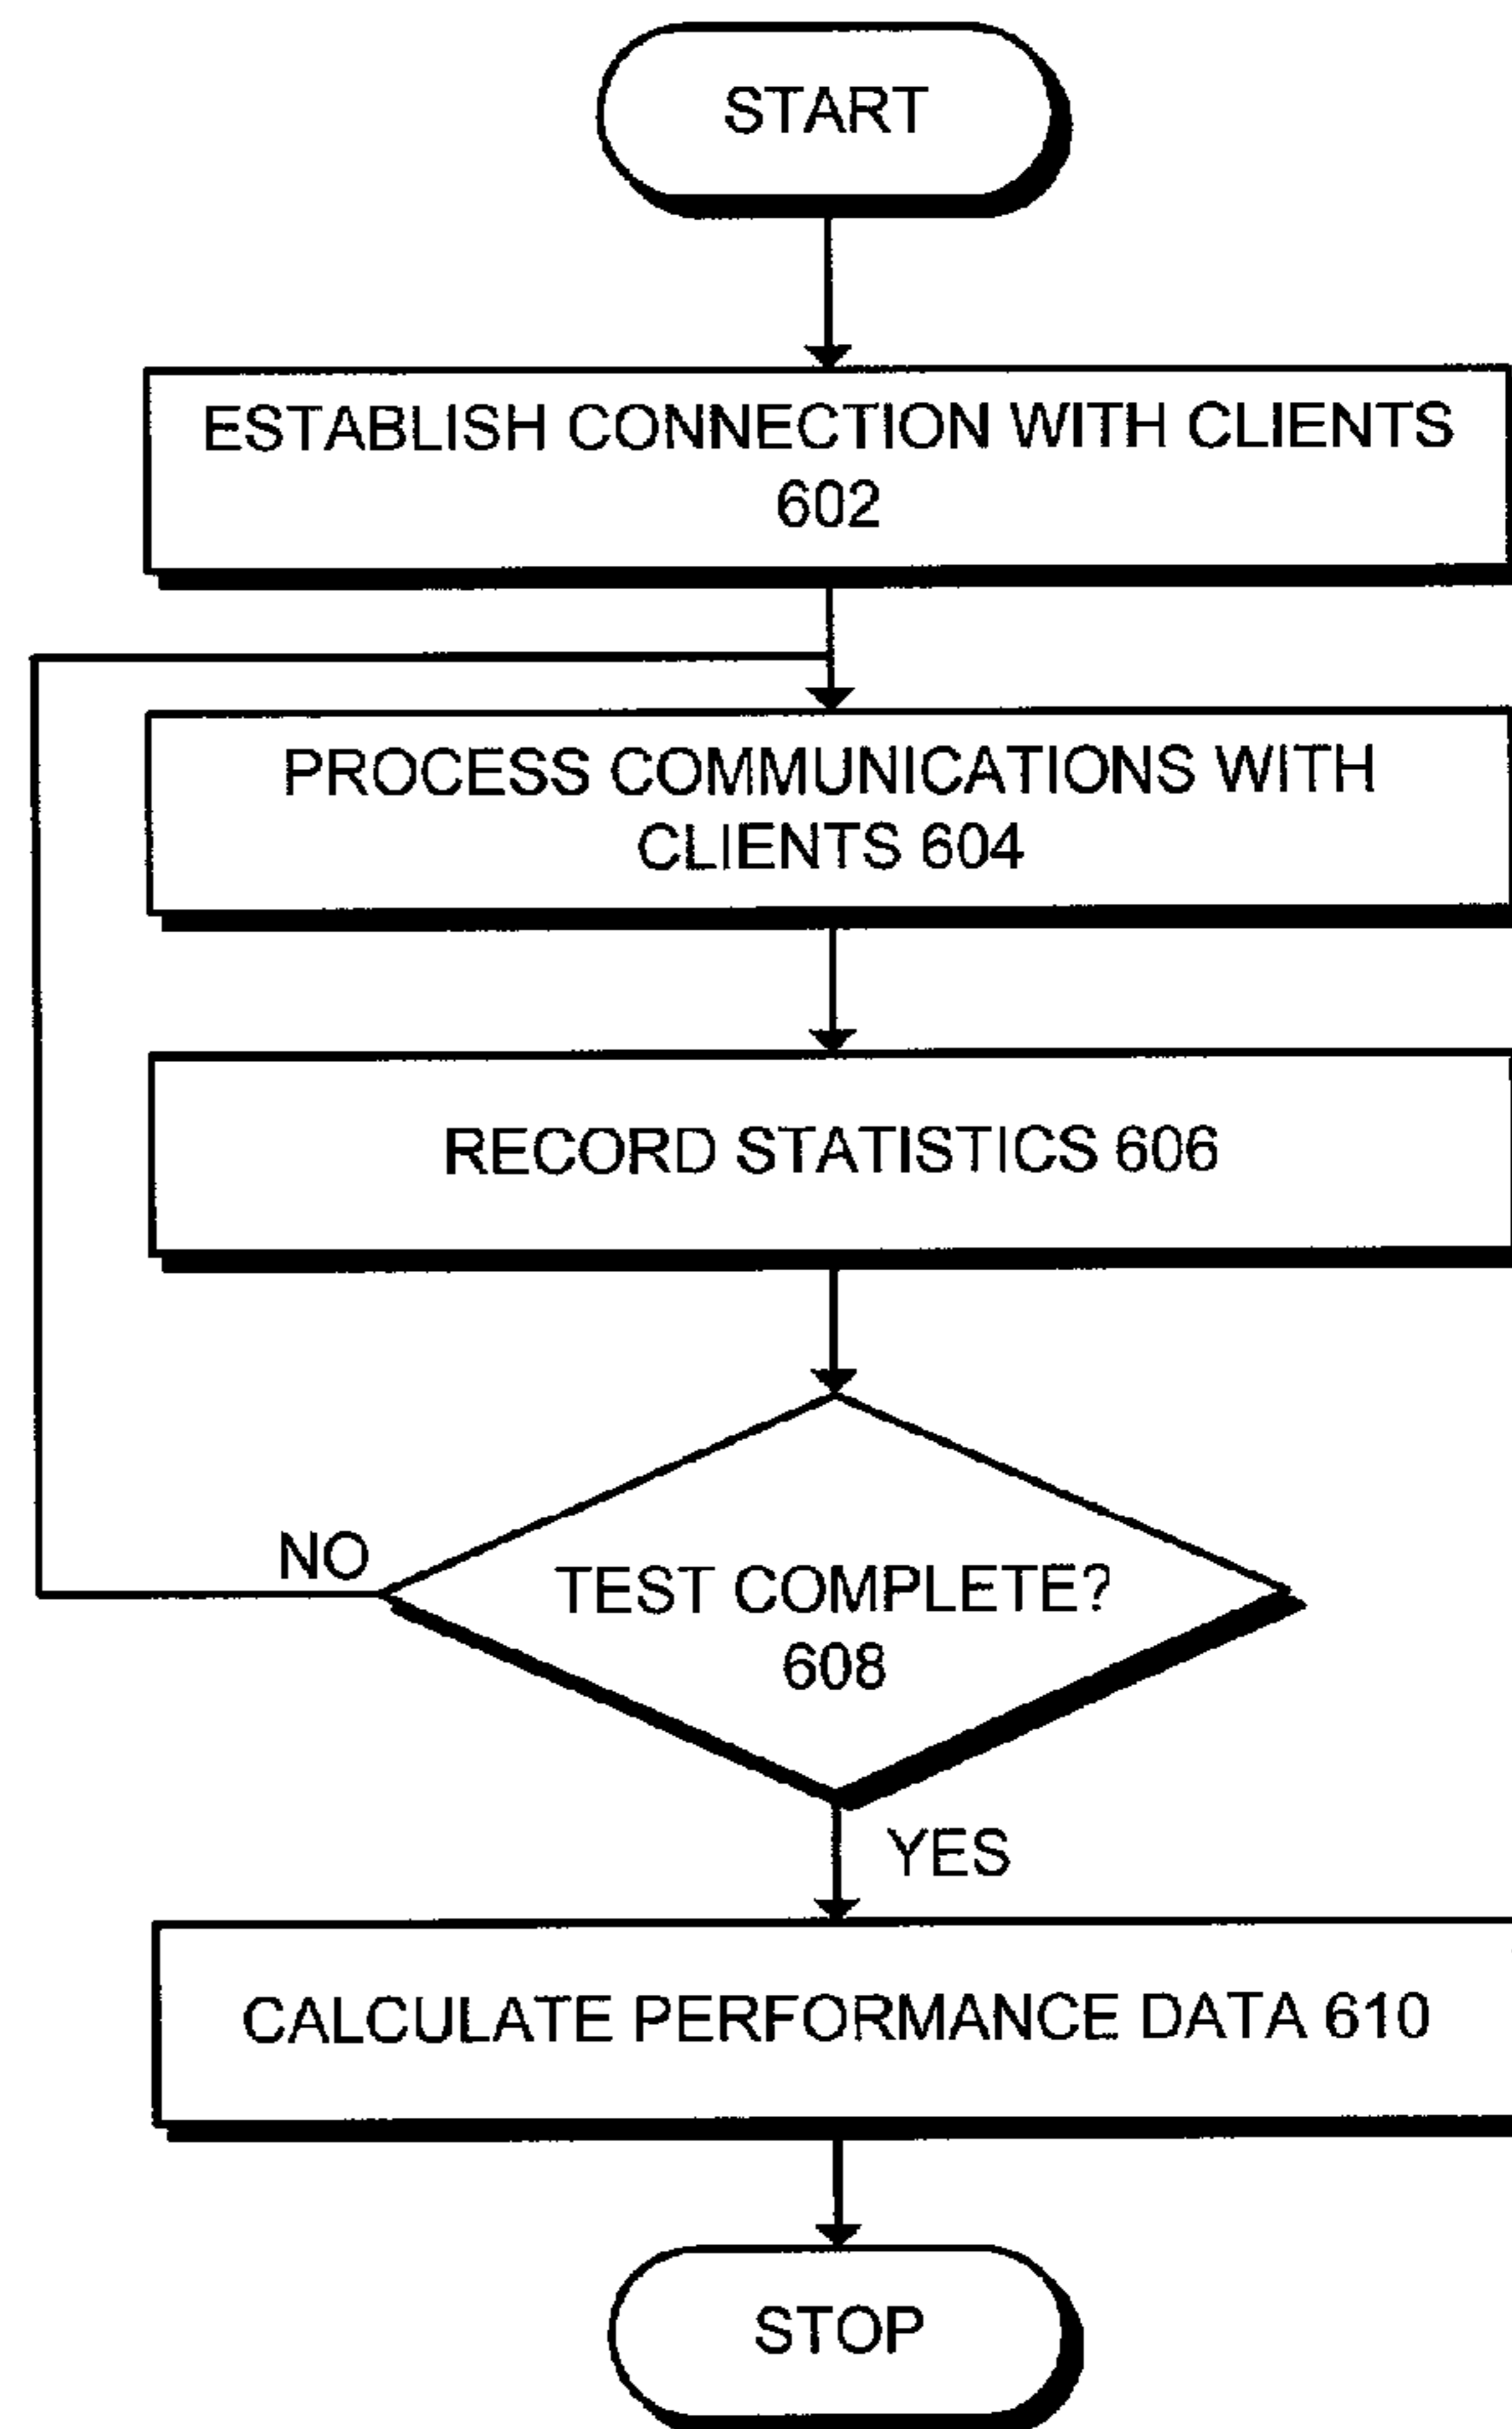 START
ESTABLISH CONNECTION WITH CLIENTS
602
PROCESS COMMUNICATIONS WITH
CLIENTS 604
RECORD STATISTICS 606
NO
TEST COMPLETE?
608
YES
CALCULATE PERFORMANCE DATA 610
STOP